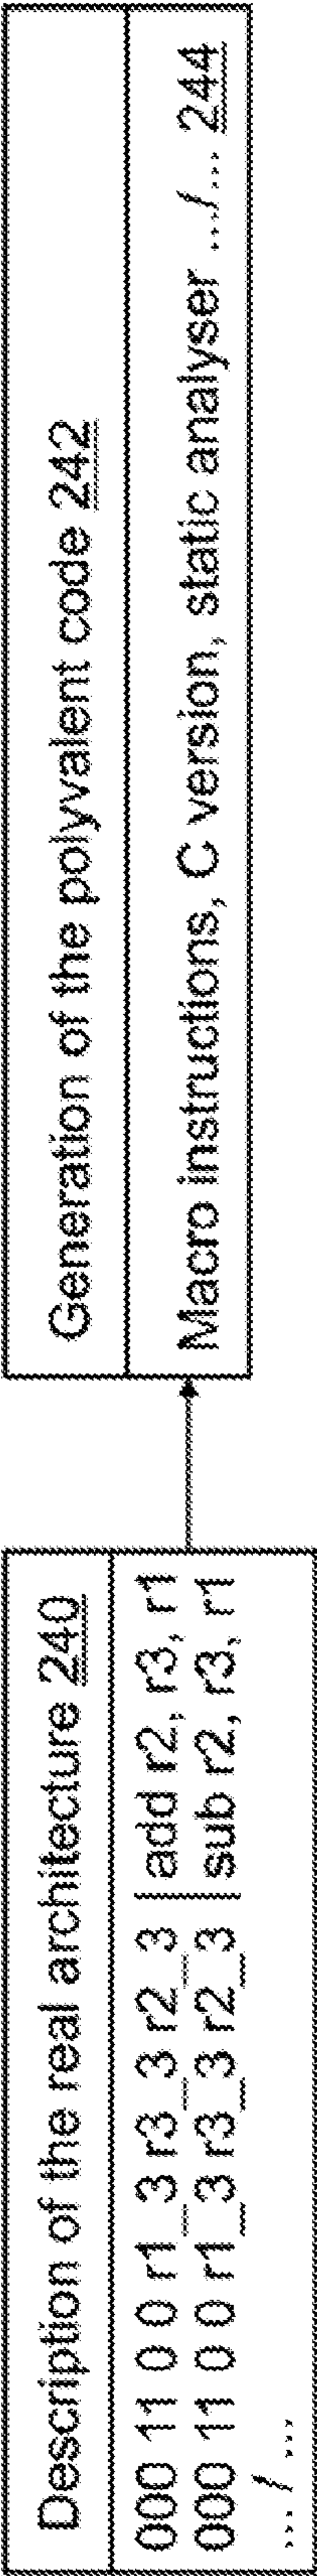 Description of the real architecture 240
000 11 0 0 r1_3 r3_3 r2_3 | add r2, r3, r1
000 11 0 0 r1_3 r3_3 r2_3 | sub r2, r3, r1
... / ...
Generation of the polyvalent code 242
Macro instructions, C version, static analyser .../... 244